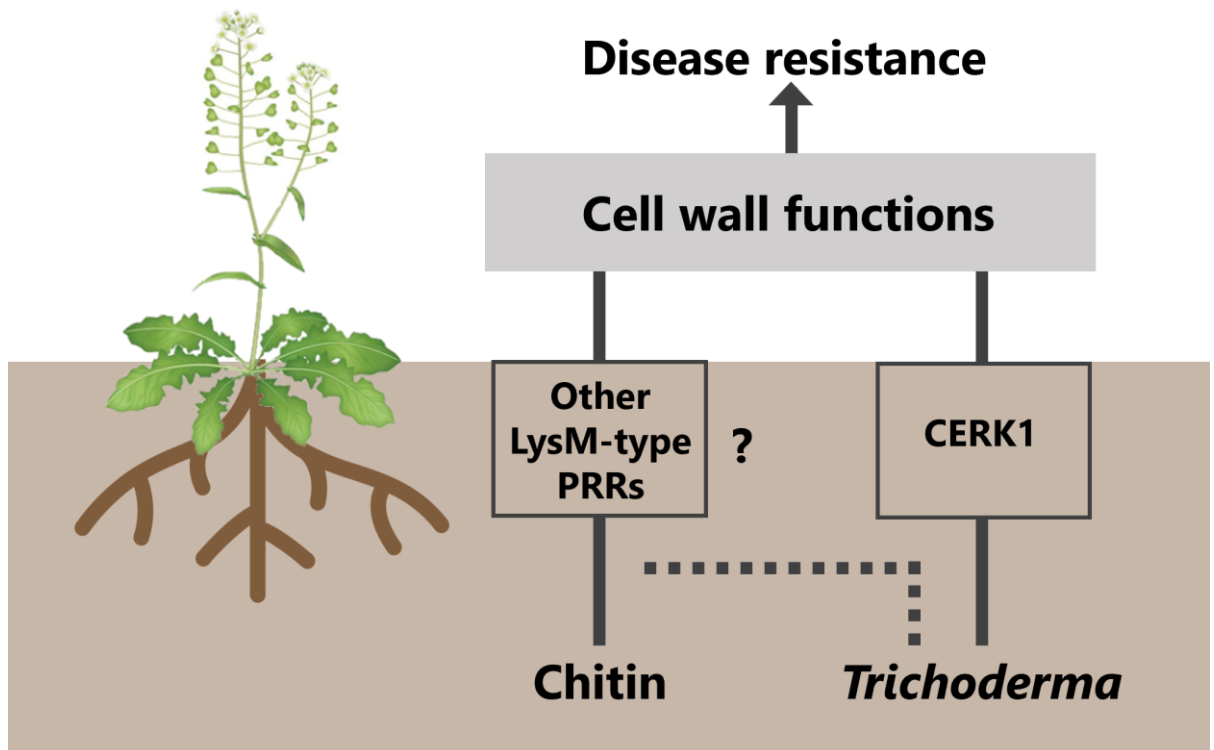 Disease resistance
Cell wall functions
Other
LysM-type
PRRs
?
CERK1
Chitin
Trichoderma